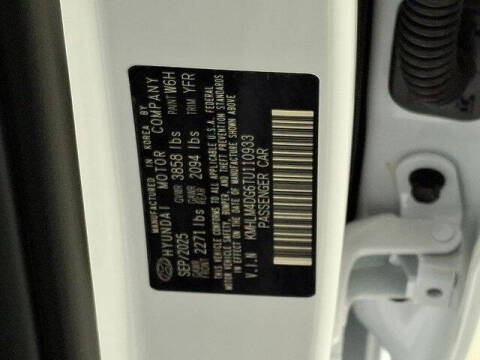 MANUFACTURED IN KOREA BY
HYUNDAI MOTOR COMPANY PAINT W6H
SEP/2025 GVWR 3858 lbs TRIM YFR
GAWR FRONT 2271 lbs GAWR REAR 2094 lbs
THIS VEHICLE CONFORMS TO ALL APPLICABLE U.S.A. FEDERAL
MOTOR VEHICLE SAFETY, BUMPER, AND THEFT PREVENTION
STANDARDS IN EFFECT ON THE DATE OF MANUFACTURE SHOWN ABOVE
V.I.N KMHLM4DG6TU110933
PASSENGER CAR